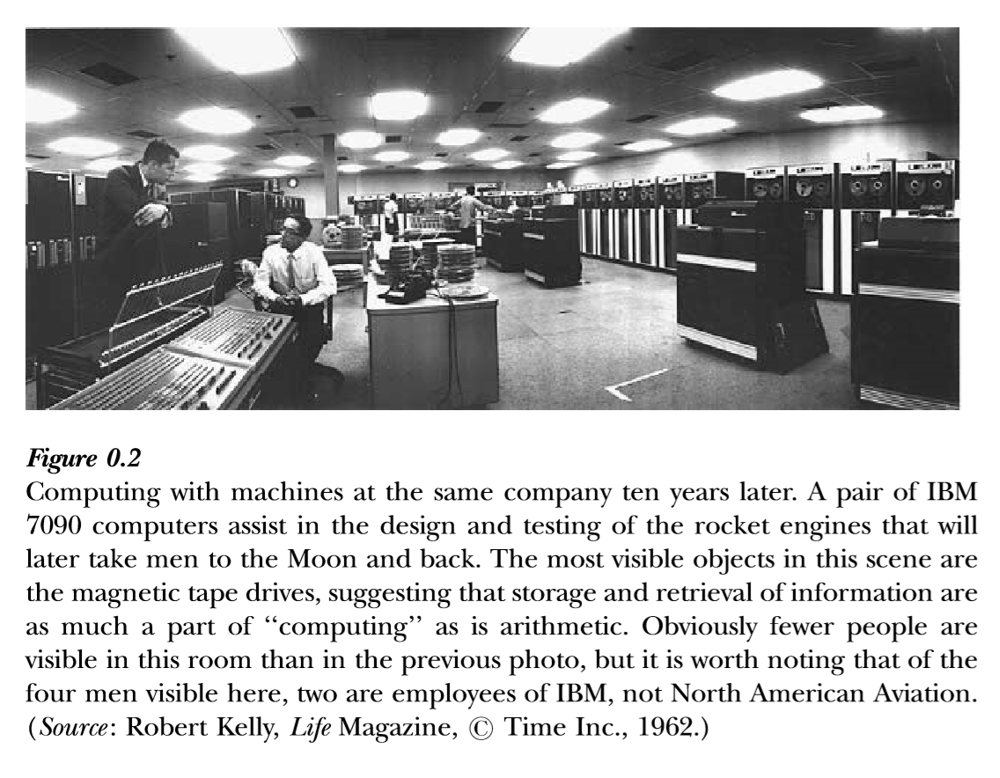 Figure 0.2
Computing with machines at the same company ten years later. A pair of IBM
7090 computers assist in the design and testing of the rocket engines that will
later take men to the Moon and back. The most visible objects in this scene are
the magnetic tape drives, suggesting that storage and retrieval of information are
as much a part of ‘‘computing’’ as is arithmetic. Obviously fewer people are
visible in this room than in the previous photo, but it is worth noting that of the
four men visible here, two are employees of IBM, not North American Aviation.
(Source: Robert Kelly, Life Magazine, © Time Inc., 1962.)